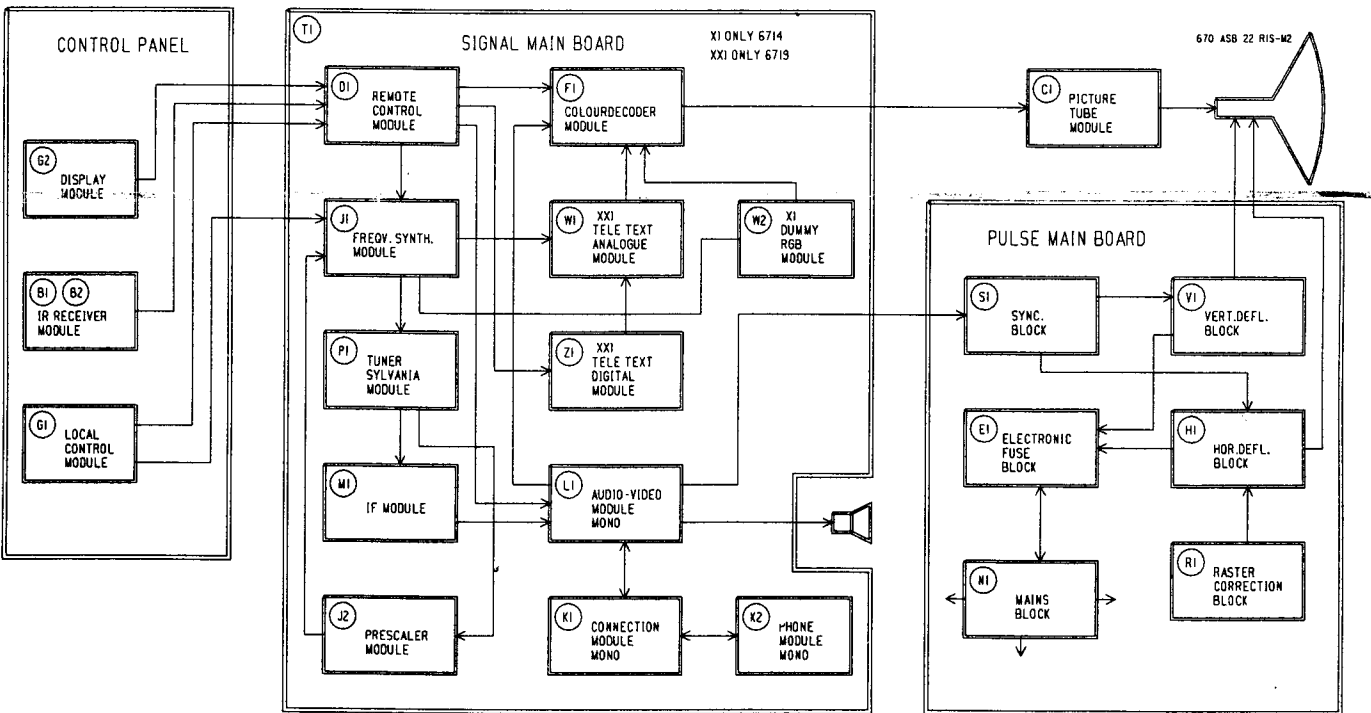 CONTROL PANEL
G2
DISPLAY
MODULE
B1 B2
IR RECEIVER
MODULE
G1
LOCAL
CONTROL
MODULE
T1
SIGNAL MAIN BOARD
X1 ONLY 6714
XX1 ONLY 6719
D1
REMOTE
CONTROL
MODULE
F1
COLOURDECODER
MODULE
J1
FREQV. SYNTH.
MODULE
W1
XX1
TELE TEXT
ANALOGUE
MODULE
W2
X1
DUMMY
RGB
MODULE
P1
TUNER
SYLVANIA
MODULE
Z1
XX1
TELE TEXT
DIGITAL
MODULE
M1
IF MODULE
L1
AUDIO-VIDEO
MODULE
MONO
J2
PRESCALER
MODULE
K1
CONNECTION
MODULE
MONO
K2
PHONE
MODULE
MONO
C1
PICTURE
TUBE
MODULE
670 ASB 22 RIS-M2
PULSE MAIN BOARD
S1
SYNC.
BLOCK
V1
VERT.DEFL.
BLOCK
E1
ELECTRONIC
FUSE
BLOCK
H1
HOR.DEFL.
BLOCK
N1
MAINS
BLOCK
R1
RASTER
CORRECTION
BLOCK